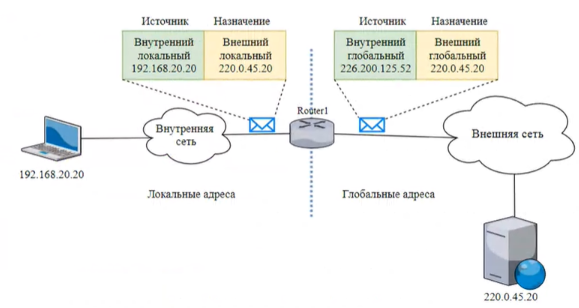 Источник Назначение
Внутренний локальный 192.168.20.20
Внешний локальный 220.0.45.20
Источник Назначение
Внутренний глобальный 226.200.125.52
Внешний глобальный 220.0.45.20
Router1
Внутренняя сеть
Внешняя сеть
192.168.20.20
Локальные адреса
Глобальные адреса
220.0.45.20